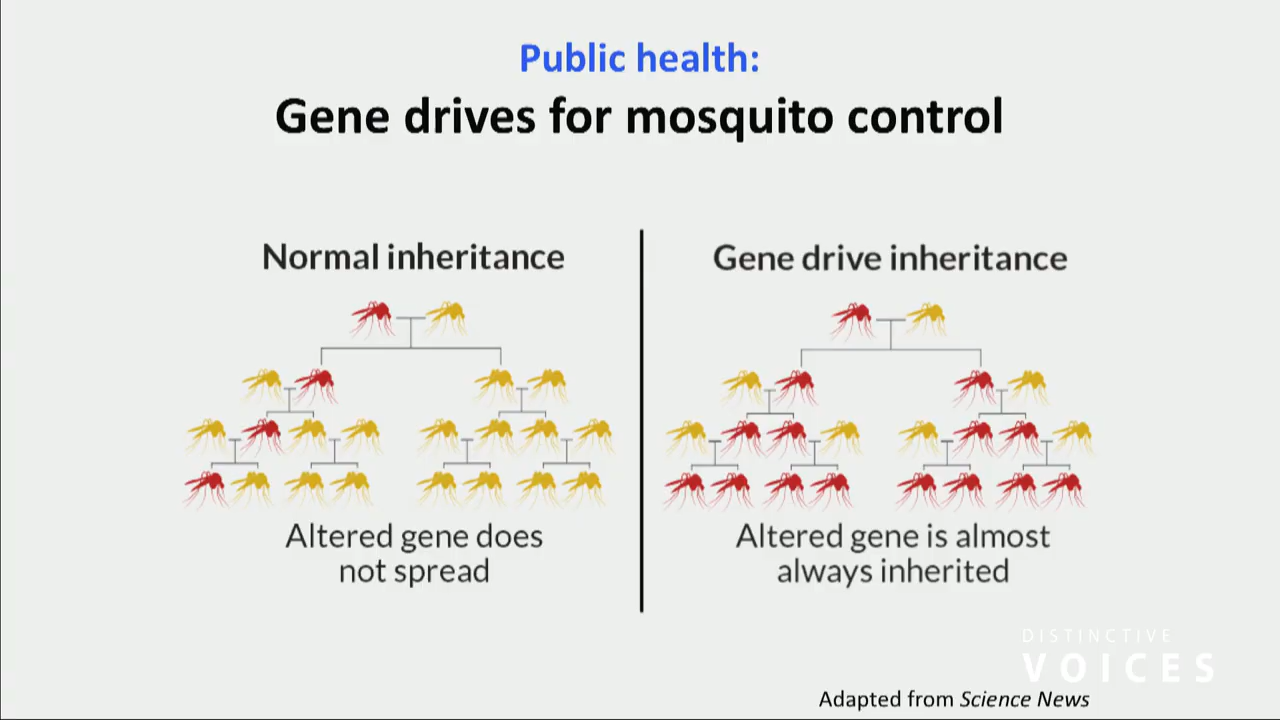 Public health:
Gene drives for mosquito control
Normal inheritance
Altered gene does
not spread
Gene drive inheritance
Altered gene is almost
always inherited
DISTINCTIVE
VOICES
Adapted from Science News